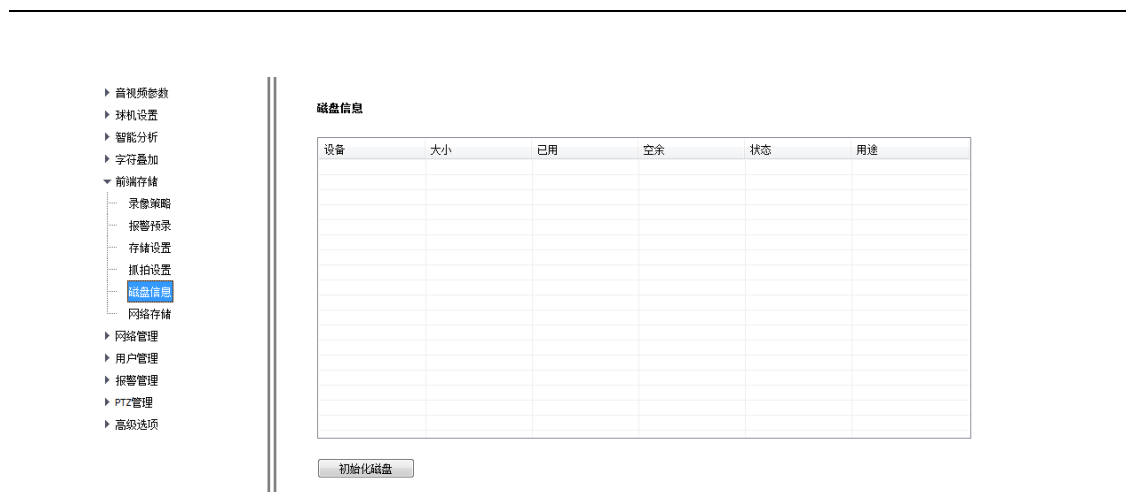 音视频参数
球机设置
智能分析
字符叠加
前端存储
录像策略
报警预录
存储设置
抓拍设置
磁盘信息
网络存储
网络管理
用户管理
报警管理
PTZ管理
高级选项
磁盘信息
设备 大小 已用 空余 状态 用途
初始化磁盘